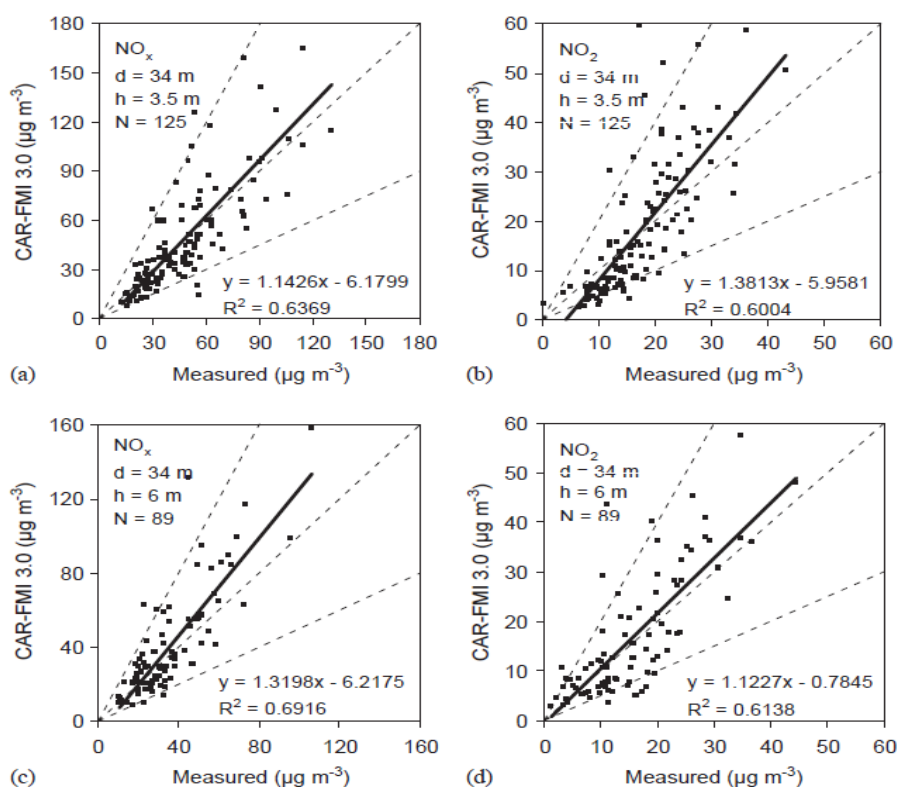 180
150
120
90
60
30
0
CAR-FMI 3.0 (µg m⁻³)
NOₓ
d = 34 m
h = 3.5 m
N = 125
y = 1.1426x - 6.1799
R² = 0.6369
0 30 60 90 120 150 180
(a) Measured (µg m⁻³)
60
50
40
30
20
10
0
CAR-FMI 3.0 (µg m⁻³)
NO₂
d = 34 m
h = 3.5 m
N = 125
y = 1.3813x - 5.9581
R² = 0.6004
0 10 20 30 40 50 60
(b) Measured (µg m⁻³)
160
120
80
40
0
CAR-FMI 3.0 (µg m⁻³)
NOₓ
d = 34 m
h = 6 m
N = 89
y = 1.3198x - 6.2175
R² = 0.6916
0 40 80 120 160
(c) Measured (µg m⁻³)
60
50
40
30
20
10
0
CAR-FMI 3.0 (µg m⁻³)
NO₂
d = 34 m
h = 6 m
N = 89
y = 1.1227x - 0.7845
R² = 0.6138
0 10 20 30 40 50 60
(d) Measured (µg m⁻³)